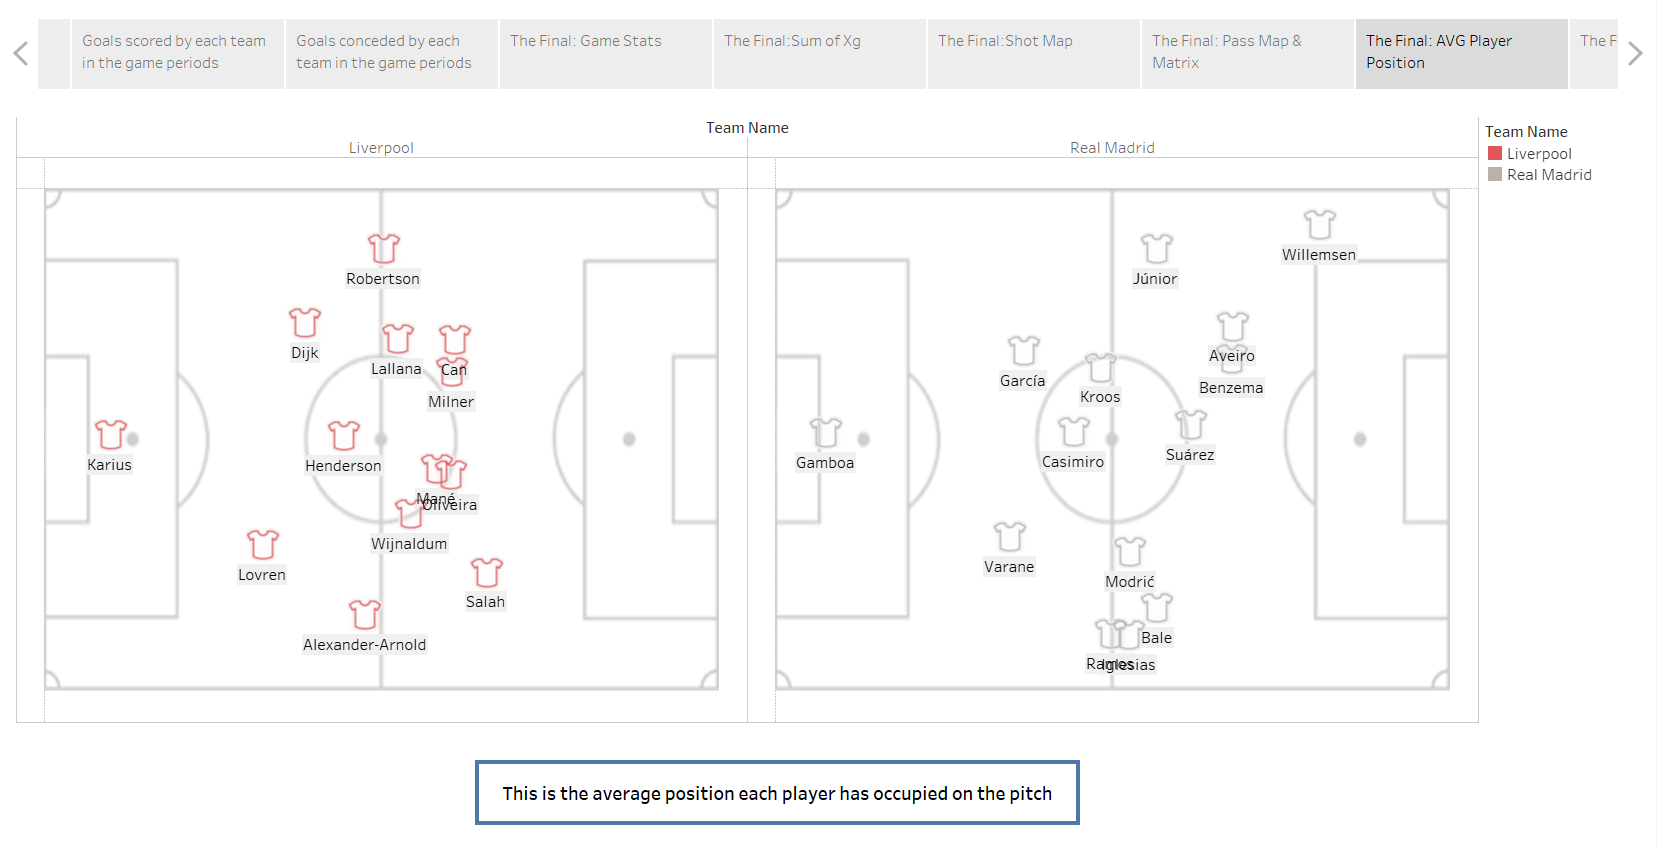 Goals scored by each team
in the game periods
Goals conceded by each
team in the game periods
The Final: Game Stats
The Final:Sum of Xg
The Final:Shot Map
The Final: Pass Map &
Matrix
The Final: AVG Player
Position
The F
Team Name
Liverpool
Real Madrid
Team Name
Liverpool
Real Madrid
Robertson
Dijk
Lallana
Can
Milner
Karius
Henderson
Mané
Oliveira
Wijnaldum
Lovren
Salah
Alexander-Arnold
Willemsen
Júnior
Aveiro
García
Benzema
Kroos
Suárez
Casimiro
Gamboa
Varane
Modrić
Bale
Ramos
Iglesias
This is the average position each player has occupied on the pitch